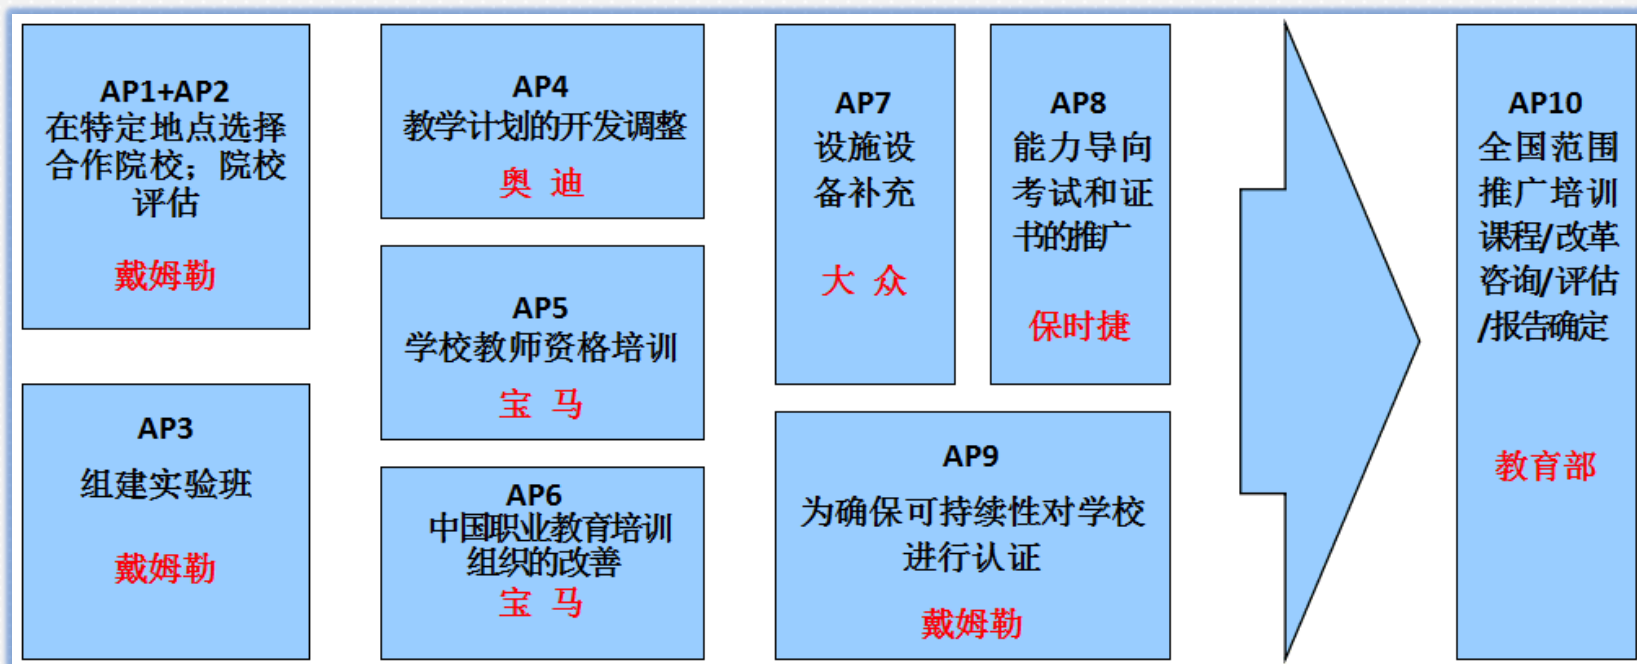 AP1+AP2
在特定地点选择
合作院校；院校
评估
戴姆勒
AP3
组建实验班
戴姆勒
AP4
教学计划的开发调整
奥 迪
AP5
学校教师资格培训
宝 马
AP6
中国职业教育培训
组织的改善
宝 马
AP7
设施设
备补充
大 众
AP8
能力导向
考试和证
书的推广
保时捷
AP9
为确保可持续性对学校
进行认证
戴姆勒
AP10
全国范围
推广培训
课程/改革
咨询/评估
/报告确定
教育部